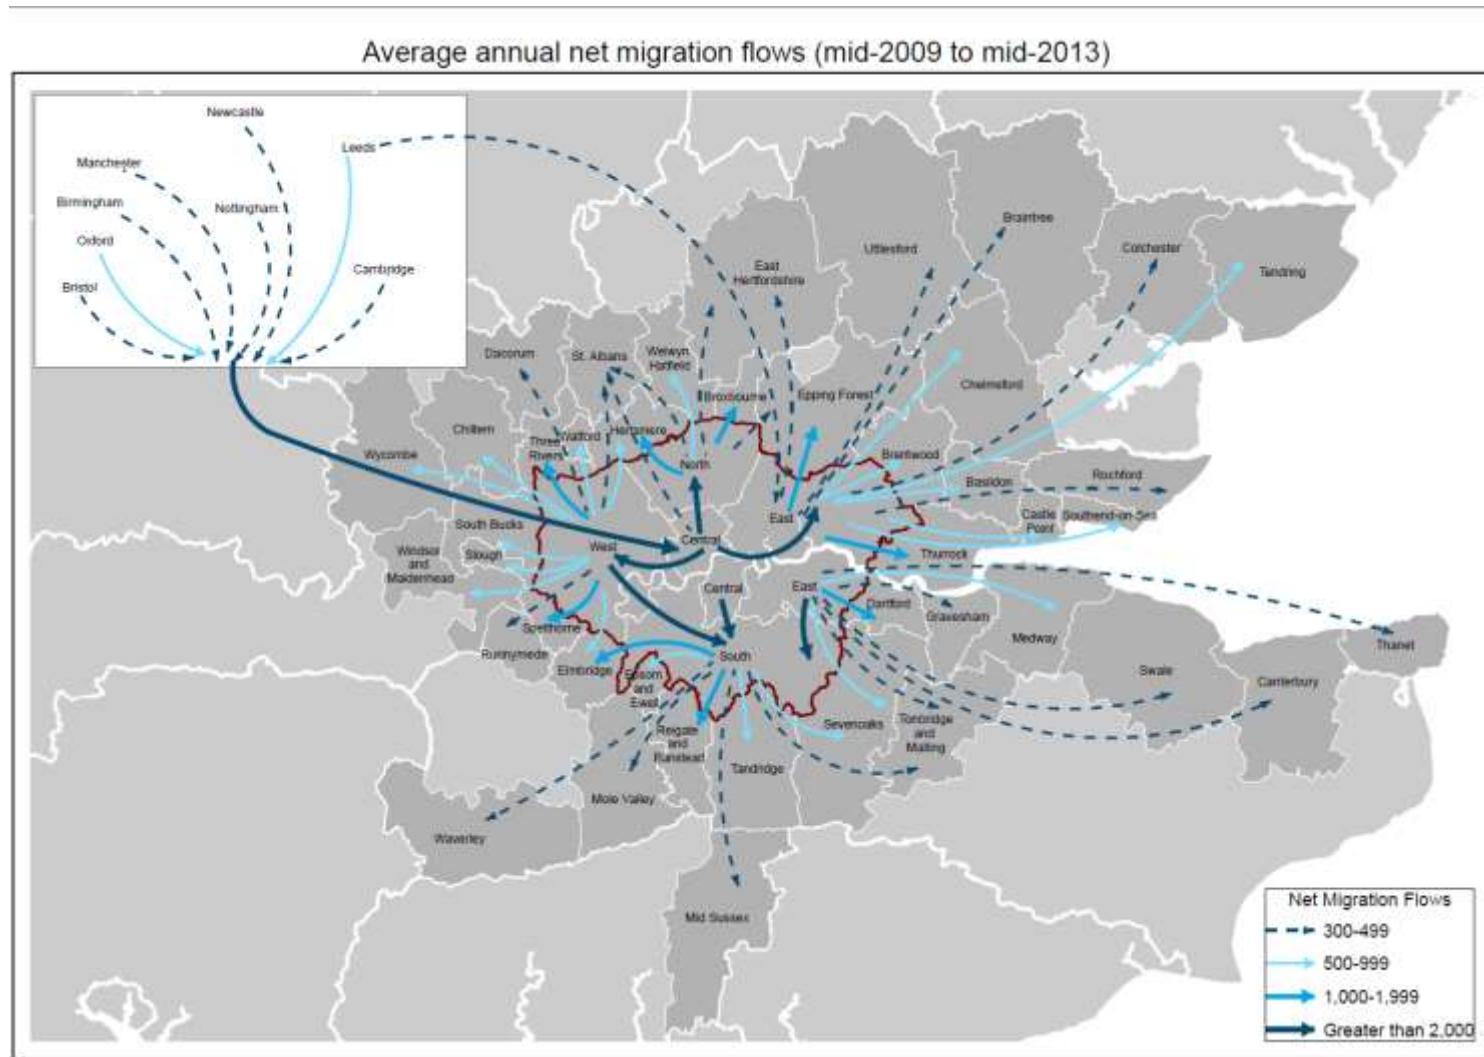 Average annual net migration flows (mid-2009 to mid-2013)
Newcastle
Leeds
Manchester
Birmingham
Nottingham
Oxford
Cambridge
Bristol
Braintree
Uttlesford
Colchester
East
Hertfordshire
Tendring
Dacorum
St. Albans
Welwyn
Hatfield
Chelmsford
Broxbourne
Epping Forest
Chiltern
Three
Rivers
Watford
Hertsmere
Wycombe
North
Brentwood
Basildon
Rochford
South Bucks
East
Castle
Point
Southend-on-Sea
Windsor
and
Maidenhead
Slough
West
Central
Thurrock
Central
East
Dartford
Gravesham
Spelthorne
Runnymede
Medway
Thanet
South
Elmbridge
Epsom
and
Ewell
Swale
Canterbury
Sevenoaks
Tonbridge
and
Malling
Reigate
and
Banstead
Tandridge
Mole Valley
Waverley
Mid Sussex
Net Migration Flows
300-499
500-999
1,000-1,999
Greater than 2,000